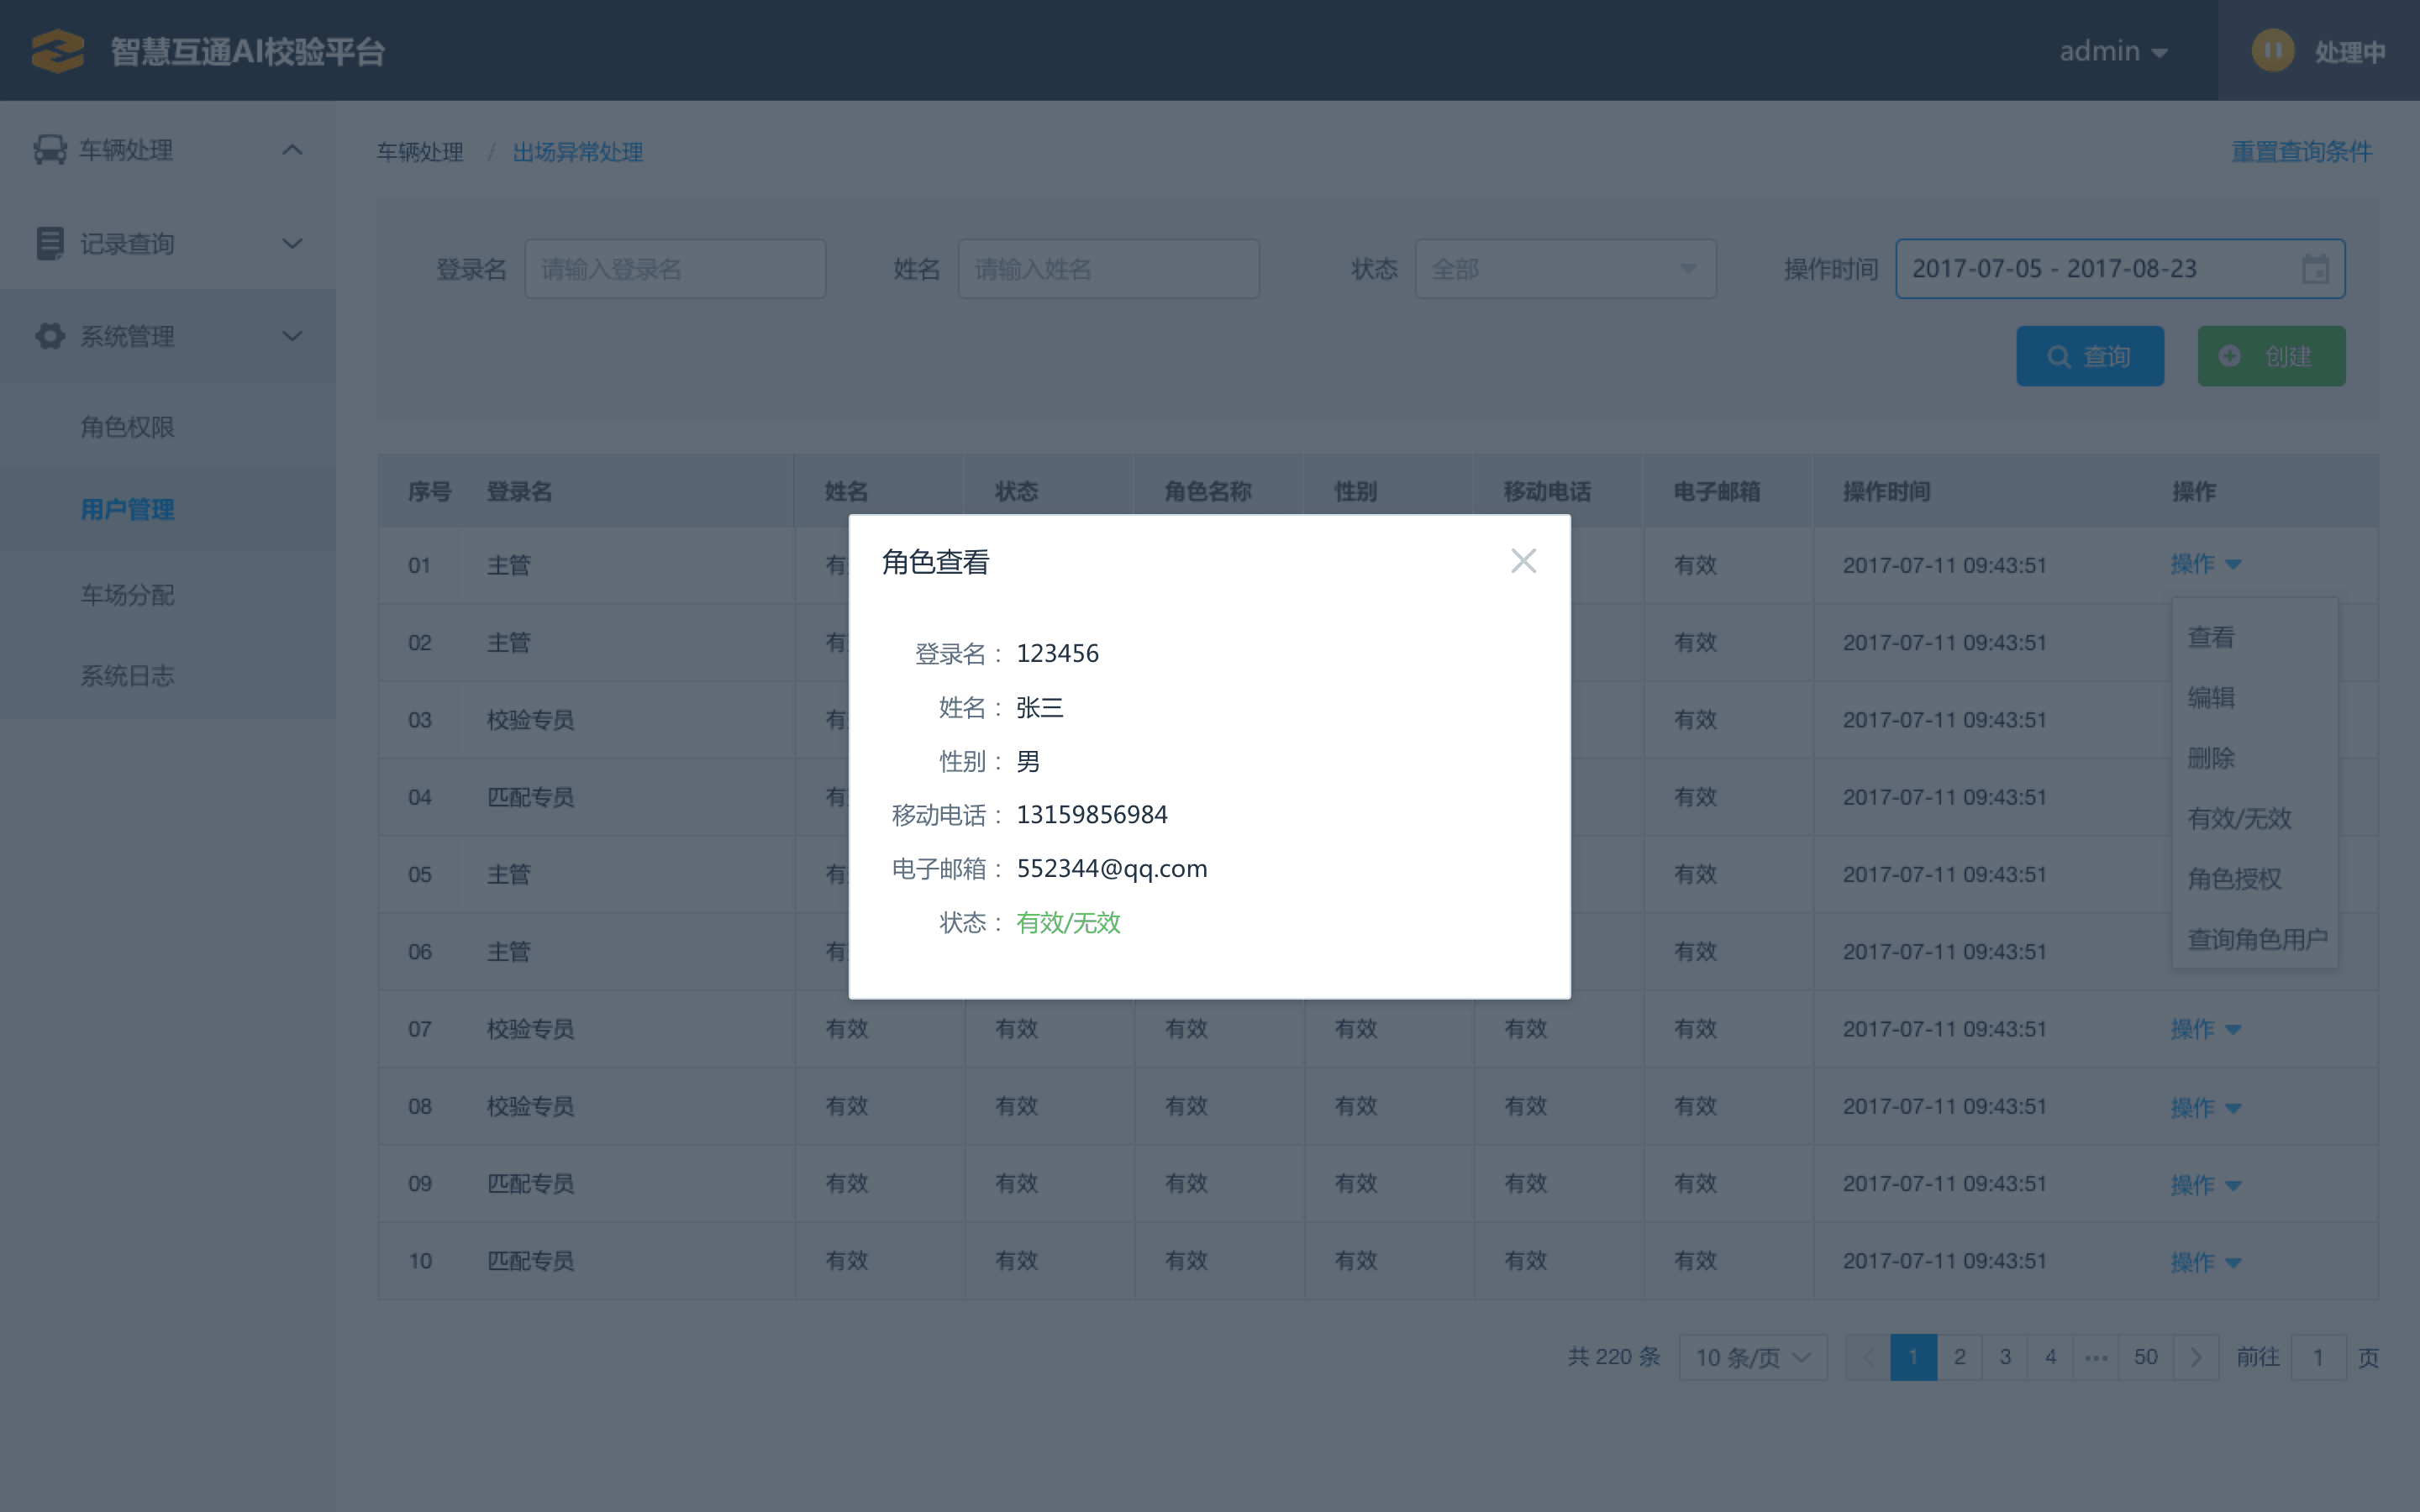 智慧互通AI校验平台
admin
处理中
车辆处理
记录查询
系统管理
角色权限
用户管理
车场分配
系统日志
车辆处理 / 出场异常处理
重置查询条件
登录名 请输入登录名 姓名 请输入姓名 状态 全部 操作时间 2017-07-05 - 2017-08-23
查询 创建
序号 登录名 姓名 状态 角色名称 性别 移动电话 电子邮箱 操作时间 操作
01 主管 有 有效 2017-07-11 09:43:51 操作
02 主管 有 有效 2017-07-11 09:43:51
03 校验专员 有 有效 2017-07-11 09:43:51
04 匹配专员 有 有效 2017-07-11 09:43:51
05 主管 有 有效 2017-07-11 09:43:51
06 主管 有 有效 2017-07-11 09:43:51
07 校验专员 有效 有效 有效 有效 有效 有效 2017-07-11 09:43:51 操作
08 校验专员 有效 有效 有效 有效 有效 有效 2017-07-11 09:43:51 操作
09 匹配专员 有效 有效 有效 有效 有效 有效 2017-07-11 09:43:51 操作
10 匹配专员 有效 有效 有效 有效 有效 有效 2017-07-11 09:43:51 操作
查看
编辑
删除
有效/无效
角色授权
查询角色用户
角色查看
登录名： 123456
姓名： 张三
性别： 男
移动电话： 13159856984
电子邮箱： 552344@qq.com
状态： 有效/无效
共 220 条 10 条/页 1 2 3 4 ··· 50 前往 1 页